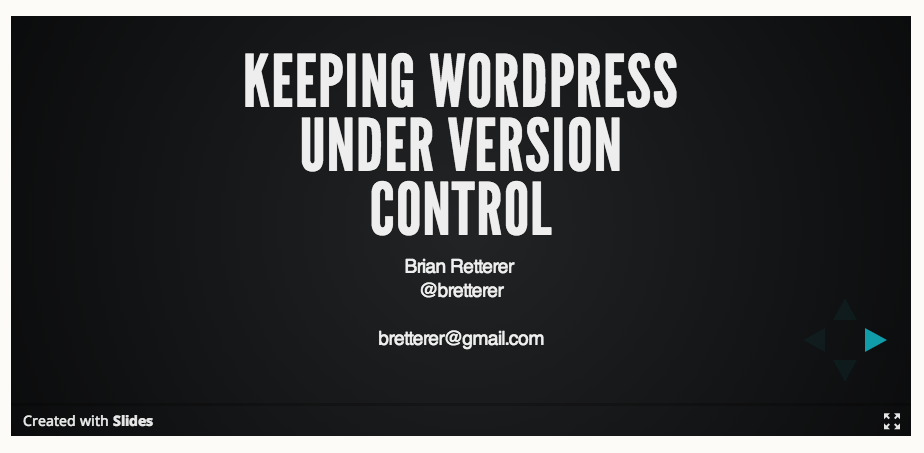 KEEPING WORDPRESS
UNDER VERSION
CONTROL
Brian Retterer
@bretterer
bretterer@gmail.com
Created with Slides